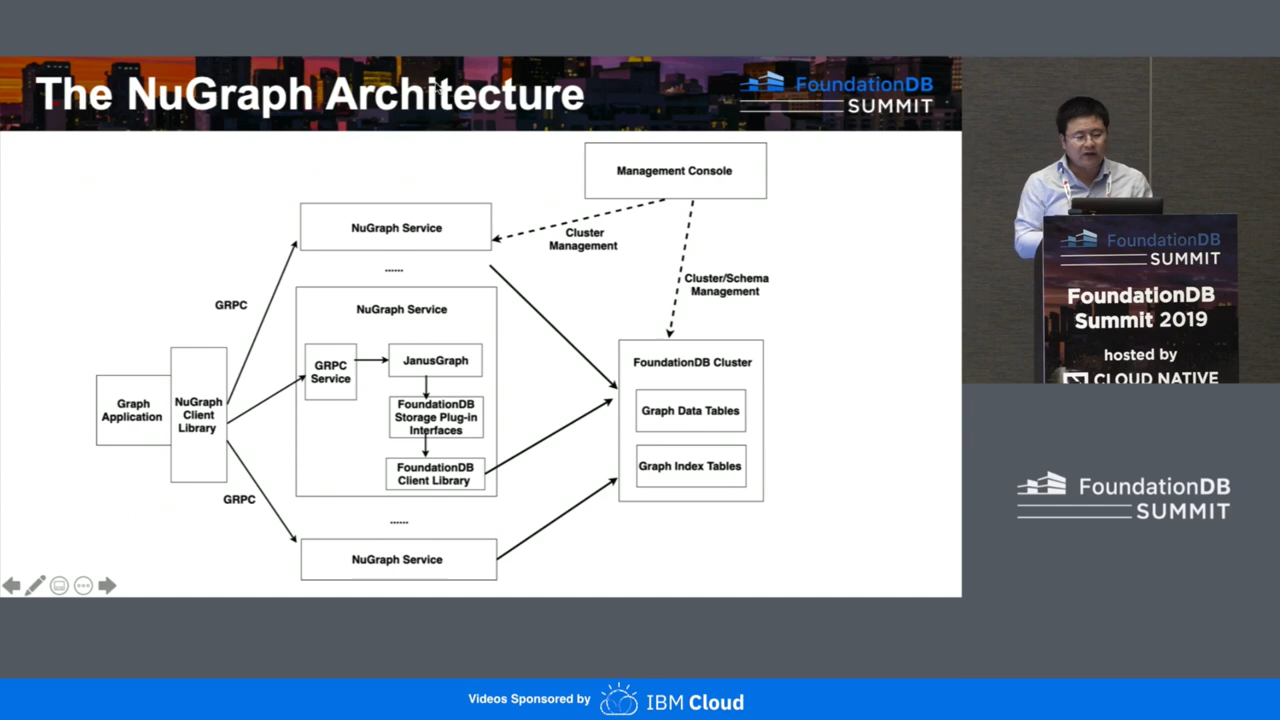 The NuGraph Architecture
FoundationDB
SUMMIT
Management Console
NuGraph Service
Cluster
Management
......
Cluster/Schema
Management
GRPC
NuGraph Service
GRPC
Service
JanusGraph
FoundationDB
Storage Plug-in
Interfaces
FoundationDB
Client Library
Graph
Application
NuGraph
Client
Library
GRPC
FoundationDB Cluster
Graph Data Tables
Graph Index Tables
......
NuGraph Service
FoundationDB
SUMMIT
FoundationDB
Summit 2019
hosted by
CLOUD NATIVE
FoundationDB
SUMMIT
Videos Sponsored by
IBM Cloud